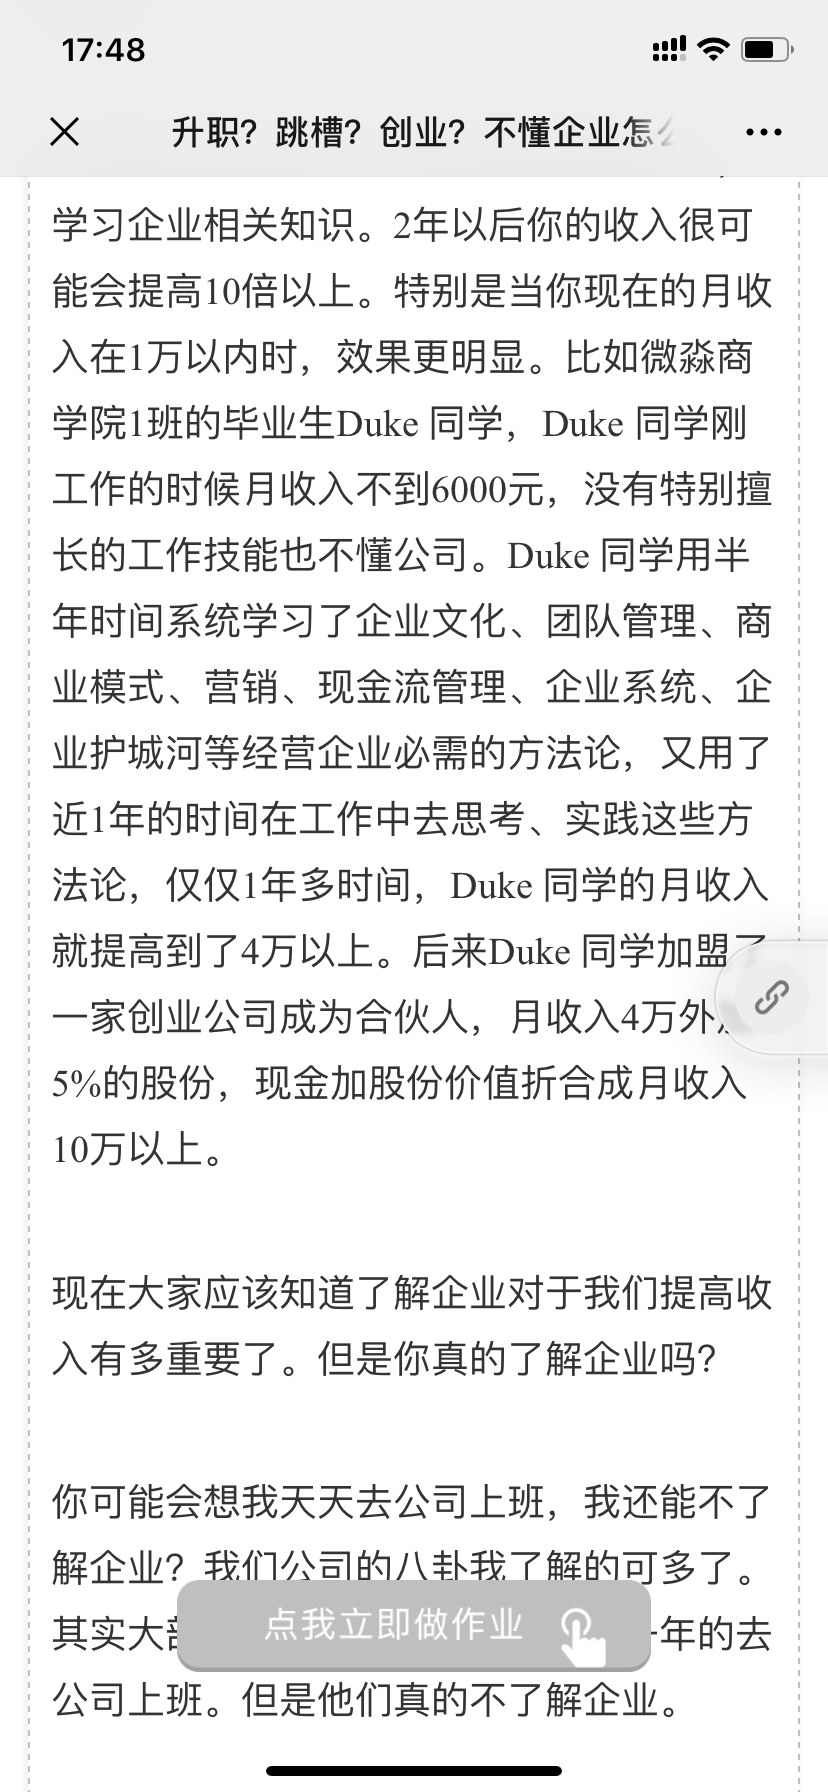 17:48
升职？跳槽？创业？不懂企业怎
学习企业相关知识。2年以后你的收入很可
能会提高10倍以上。特别是当你现在的月收
入在1万以内时，效果更明显。比如微淼商
学院1班的毕业生Duke 同学，Duke 同学刚
工作的时候月收入不到6000元，没有特别擅
长的工作技能也不懂公司。Duke 同学用半
年时间系统学习了企业文化、团队管理、商
业模式、营销、现金流管理、企业系统、企
业护城河等经营企业必需的方法论，又用了
近1年的时间在工作中去思考、实践这些方
法论，仅仅1年多时间，Duke 同学的月收入
就提高到了4万以上。后来Duke 同学加盟了
一家创业公司成为合伙人，月收入4万外
5%的股份，现金加股份价值折合成月收入
10万以上。
现在大家应该知道了解企业对于我们提高收
入有多重要了。但是你真的了解企业吗？
你可能会想我天天去公司上班，我还能不了
解企业？我们公司的八卦我了解的可多了。
其实大
点我立即做作业
年的去
公司上班。但是他们真的不了解企业。